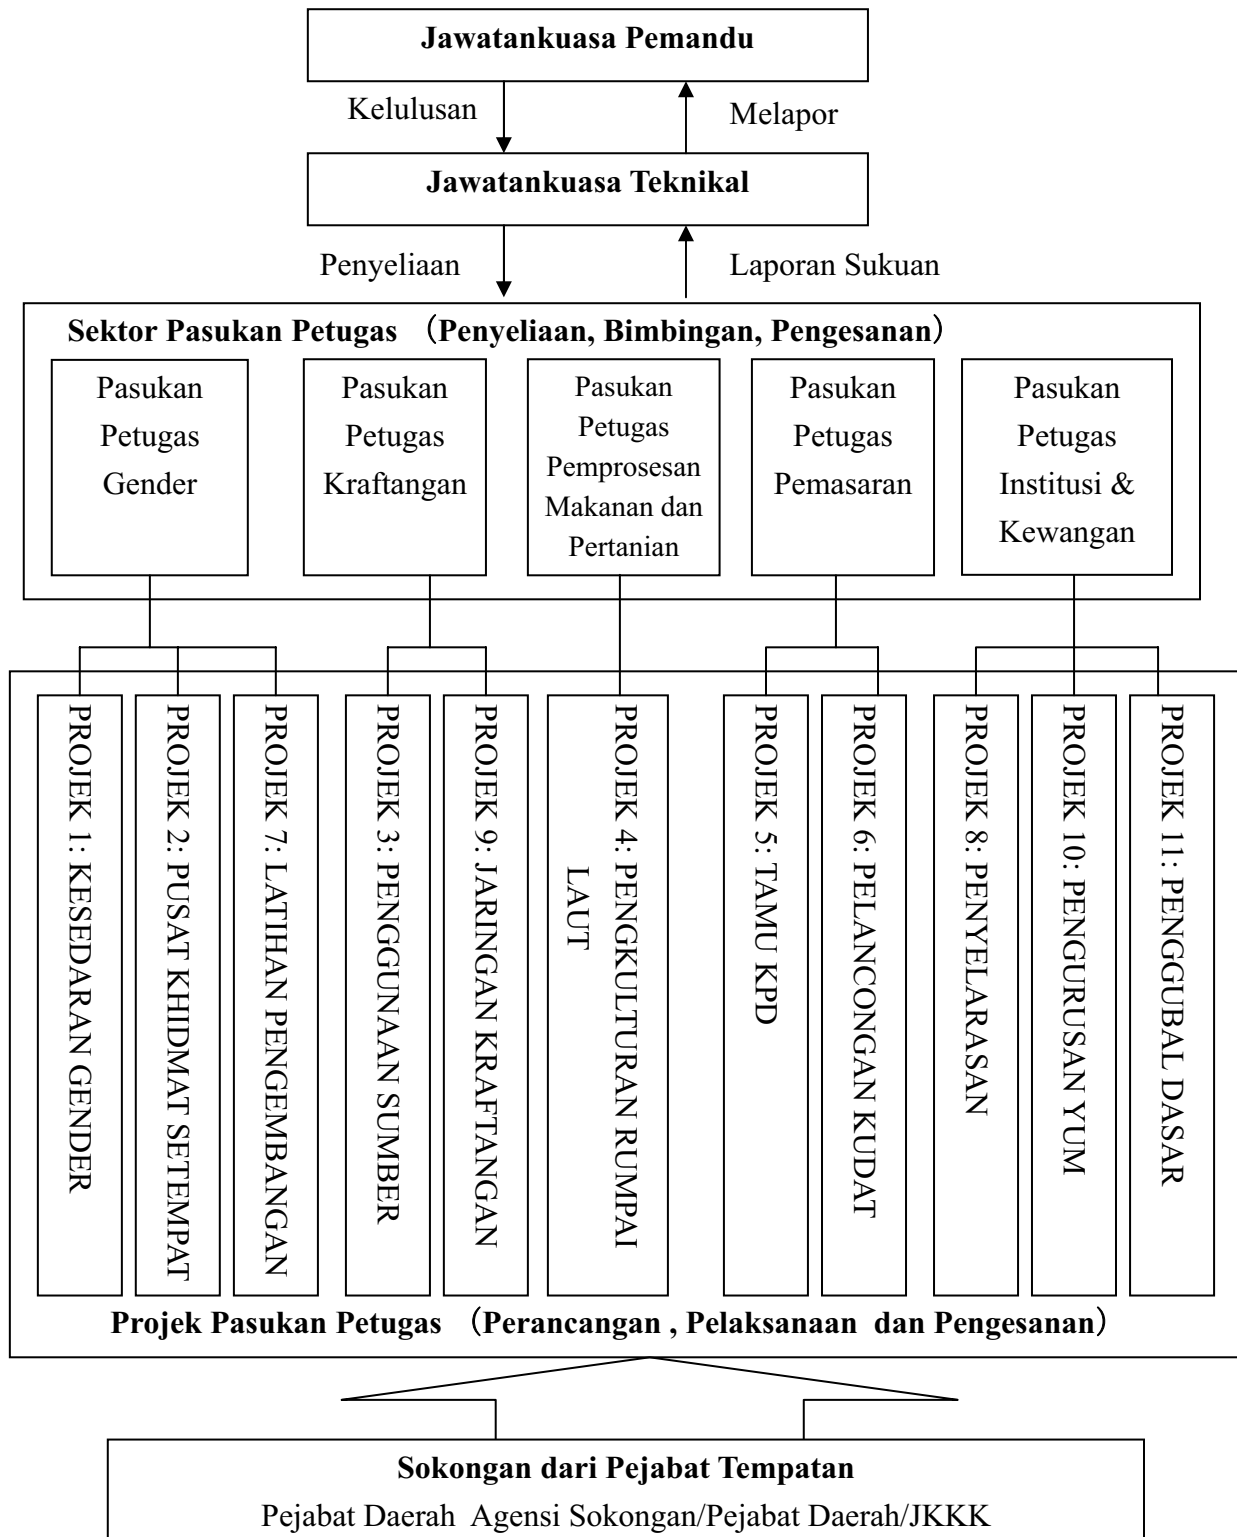 Jawatankuasa Pemandu
Kelulusan
Melapor
Jawatankuasa Teknikal
Penyeliaan
Laporan Sukuan
Sektor Pasukan Petugas （Penyeliaan, Bimbingan, Pengesanan）
Pasukan
Petugas
Gender
Pasukan
Petugas
Kraftangan
Pasukan
Petugas
Pemprosesan
Makanan dan
Pertanian
Pasukan
Petugas
Pemasaran
Pasukan
Petugas
Institusi &
Kewangan
PROJEK 1: KESEDARAN GENDER
PROJEK 2: PUSAT KHIDMAT SETEMPAT
PROJEK 7: LATIHAN PENGEMBANGAN
PROJEK 3: PENGGUNAAN SUMBER
PROJEK 9: JARINGAN KRAFTANGAN
PROJEK 4: PENGKULTURAN RUMPAI
LAUT
PROJEK 5: TAMU KPD
PROJEK 6: PELANCONGAN KUDAT
PROJEK 8: PENYELARASAN
PROJEK 10: PENGURUSAN YUM
PROJEK 11: PENGGUBAL DASAR
Projek Pasukan Petugas （Perancangan , Pelaksanaan dan Pengesanan）
Sokongan dari Pejabat Tempatan
Pejabat Daerah Agensi Sokongan/Pejabat Daerah/JKKK